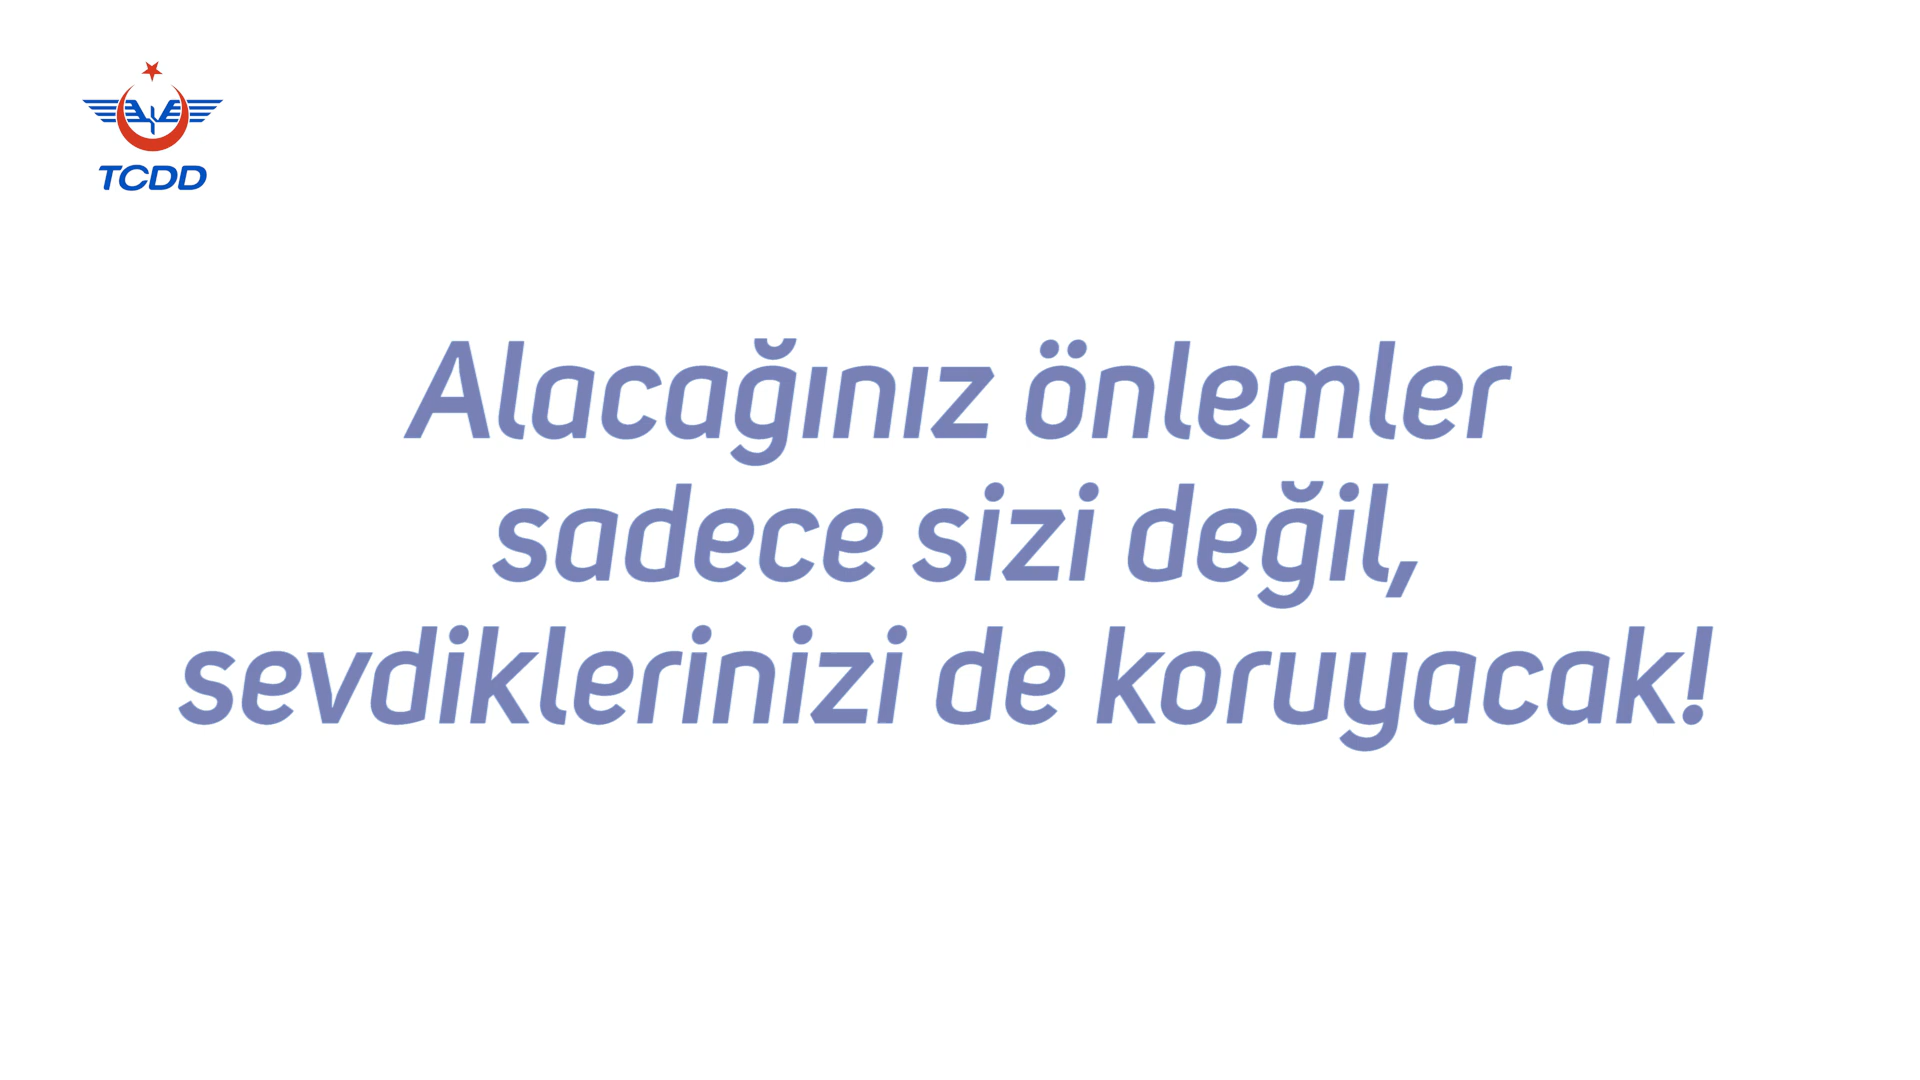 TCDD
Alacağınız önlemler
sadece sizi değil,
sevdiklerinizi de koruyacak!